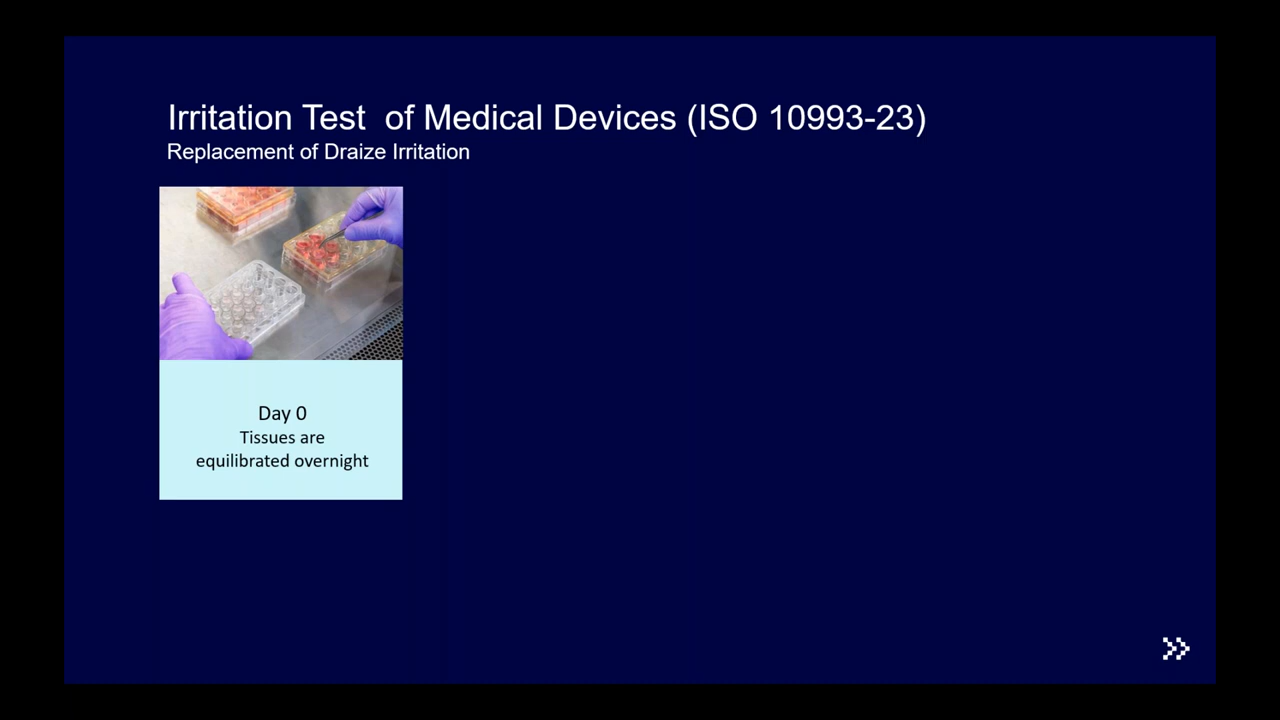 Irritation Test  of Medical Devices (ISO 10993-23)
Replacement of Draize Irritation
Day 0
Tissues are
equilibrated overnight